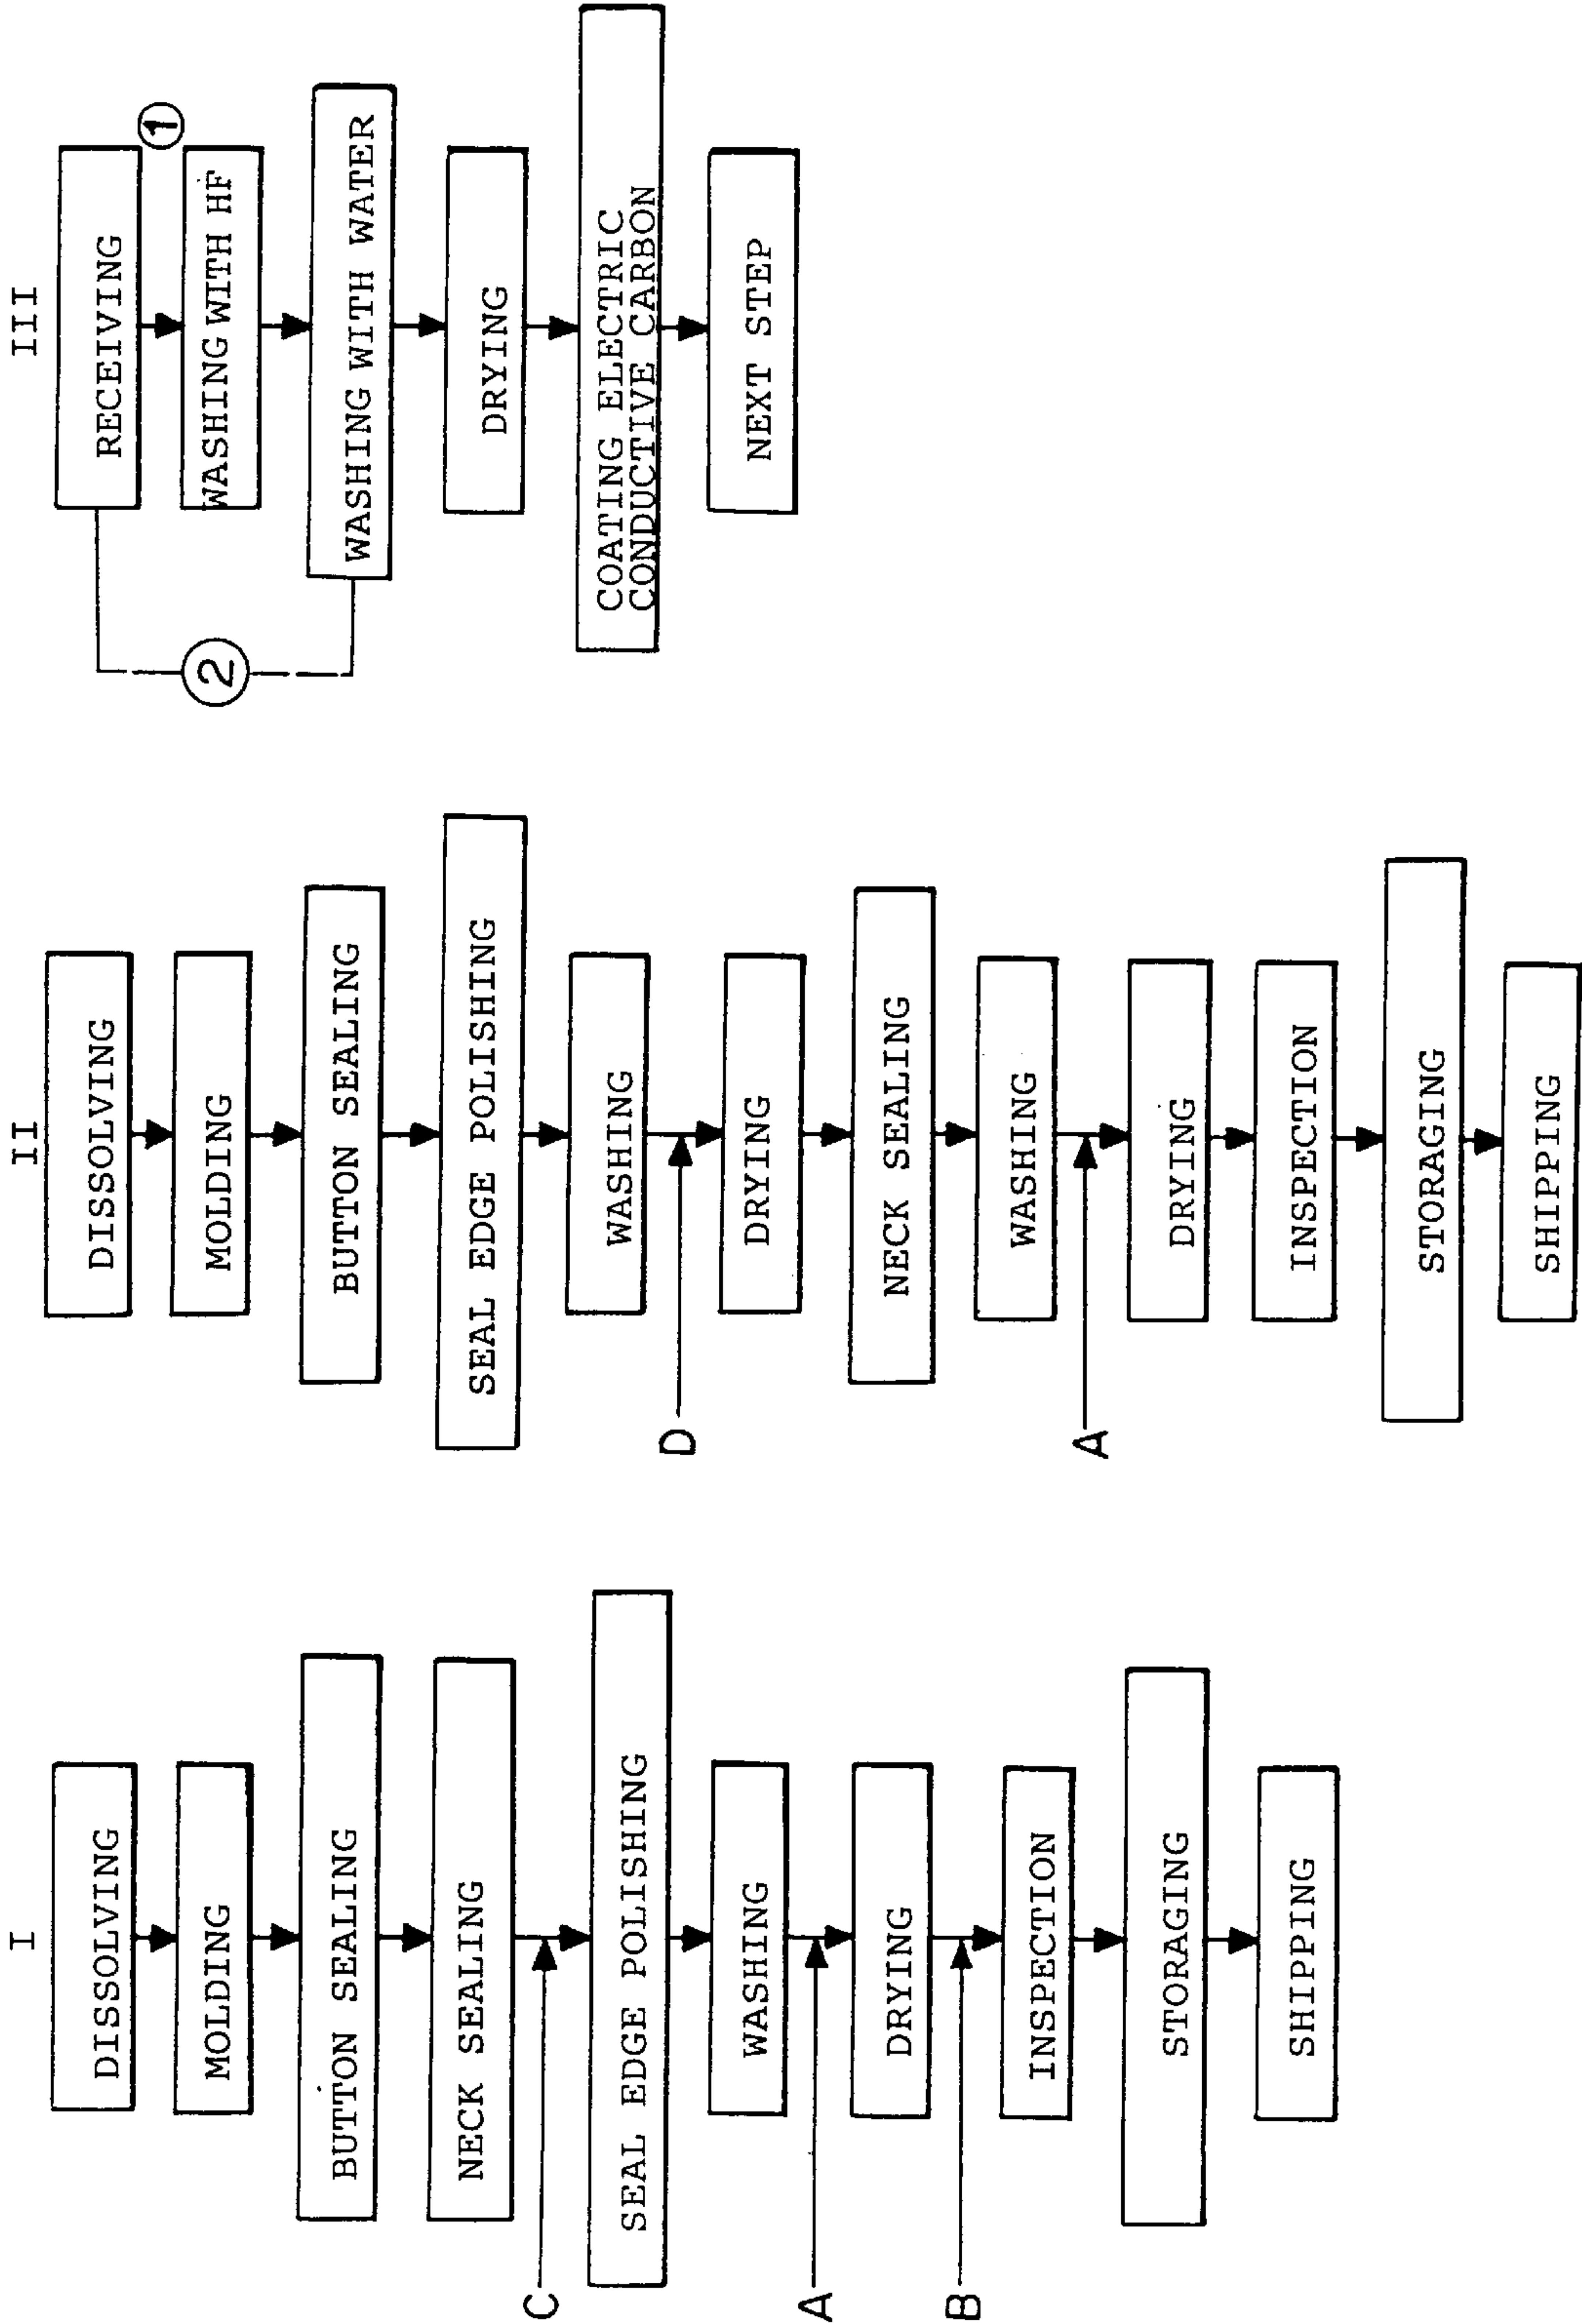 I
DISSOLVING
MOLDING
BUTTON SEALING
NECK SEALING
C
SEAL EDGE POLISHING
WASHING
A
DRYING
B
INSPECTION
STORAGING
SHIPPING
II
DISSOLVING
MOLDING
BUTTON SEALING
SEAL EDGE POLISHING
WASHING
D
DRYING
NECK SEALING
WASHING
A
DRYING
INSPECTION
STORAGING
SHIPPING
III
RECEIVING
①
WASHING WITH HF
②
WASHING WITH WATER
DRYING
COATING ELECTRIC
CONDUCTIVE CARBON
NEXT STEP